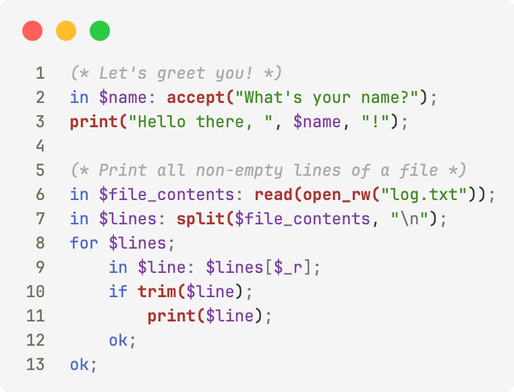 1 (* Let's greet you! *)
2 in $name: accept("What's your name?");
3 print("Hello there, ", $name, "!");
4
5 (* Print all non-empty lines of a file *)
6 in $file_contents: read(open_rw("log.txt"));
7 in $lines: split($file_contents, "\n");
8 for $lines;
9     in $line: $lines[$_r];
10     if trim($line);
11         print($line);
12     ok;
13 ok;